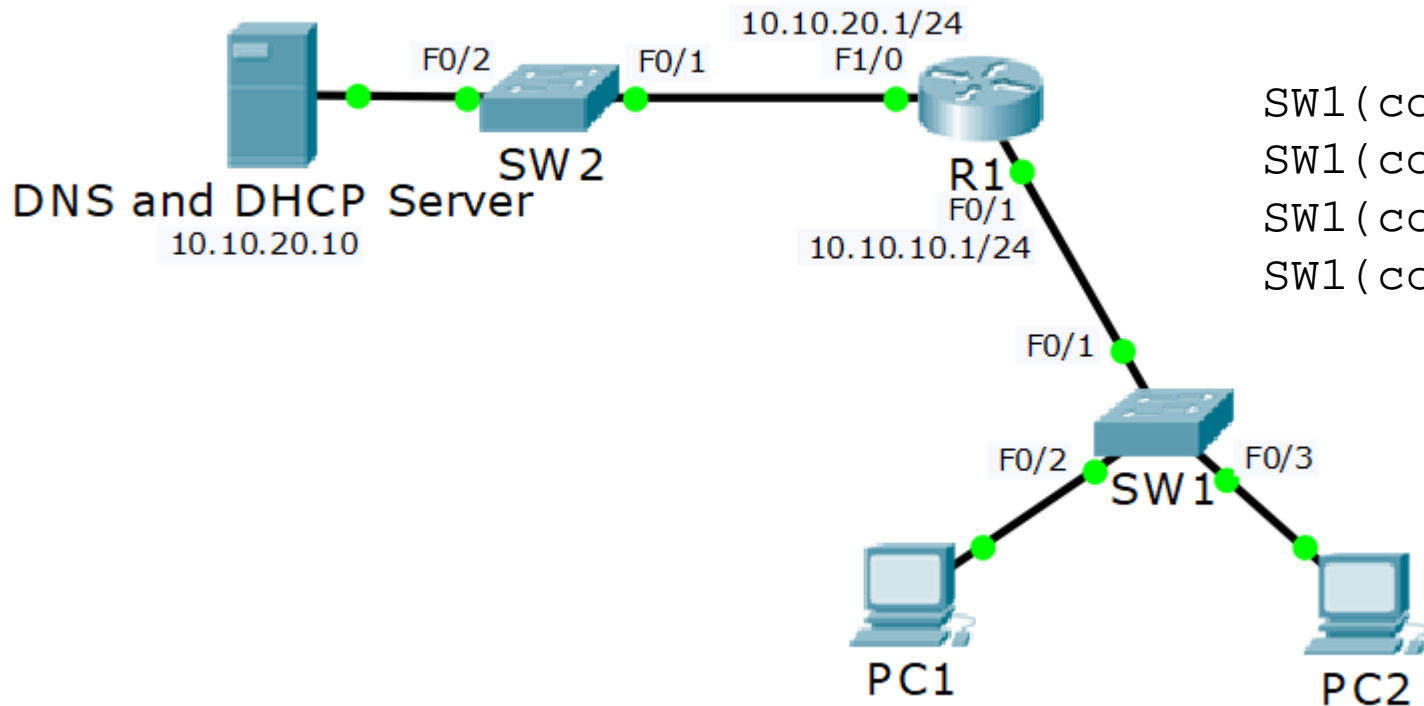 10.10.20.1/24
F0/2
F0/1
F1/0
SW2
R1
DNS and DHCP Server
10.10.20.10
F0/1
10.10.10.1/24
SW1(co
SW1(co
SW1(co
SW1(co
F0/1
F0/2
F0/3
SW1
PC1
PC2